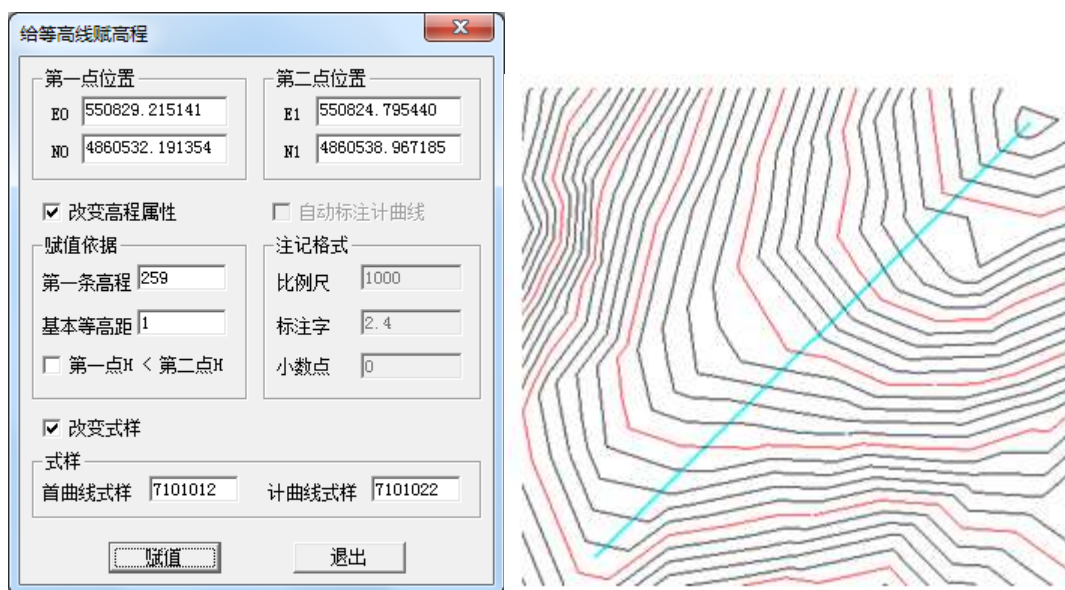 给等高线赋高程
第一点位置
E0 550829.215141
N0 4860532.191354
第二点位置
E1 550824.795440
N1 4860538.967185
改变高程属性
自动标注计曲线
赋值依据
第一条高程 259
基本等高距 1
第一点H < 第二点H
注记格式
比例尺 1000
标注字 2.4
小数点 0
改变式样
式样
首曲线式样 7101012
计曲线式样 7101022
赋值
退出